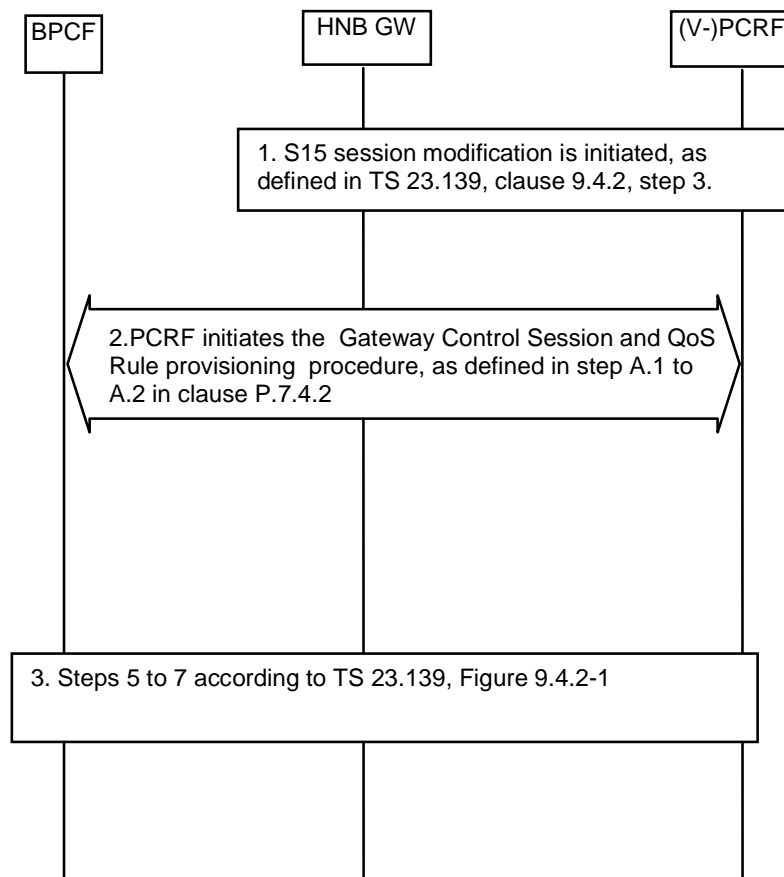 BPCF
HNB GW
(V-)PCRF
1. S15 session modification is initiated, as
defined in TS 23.139, clause 9.4.2, step 3.
2.PCRF initiates the  Gateway Control Session and QoS
Rule provisioning  procedure, as defined in step A.1 to
A.2 in clause P.7.4.2
3. Steps 5 to 7 according to TS 23.139, Figure 9.4.2-1